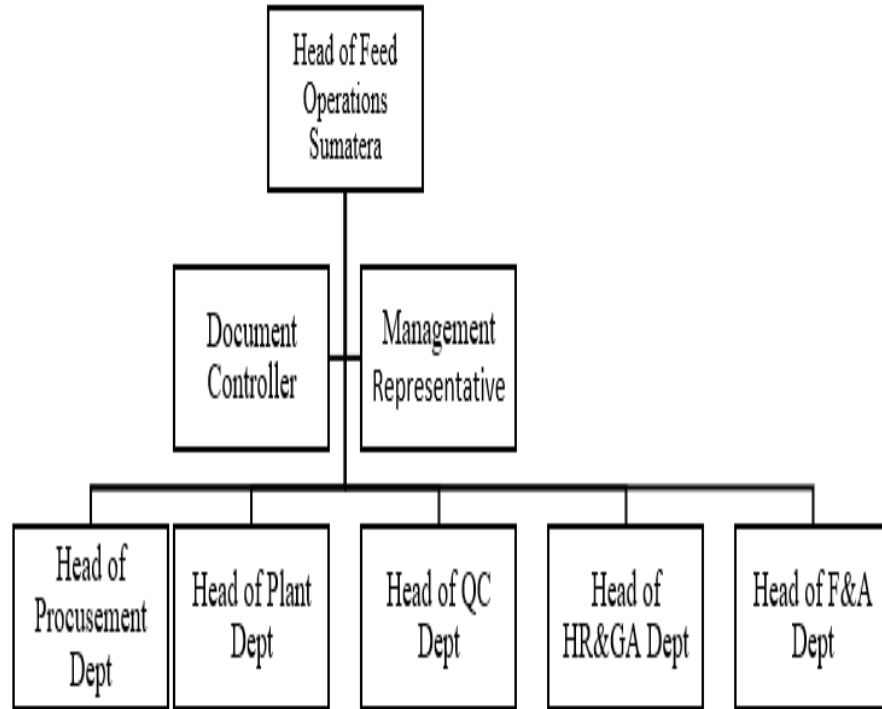 Head of Feed
Operations
Sumatera
Document
Controller
Management
Representative
Head of
Procusement
Dept
Head of Plant
Dept
Head of QC
Dept
Head of
HR&GA Dept
Head of F&A
Dept